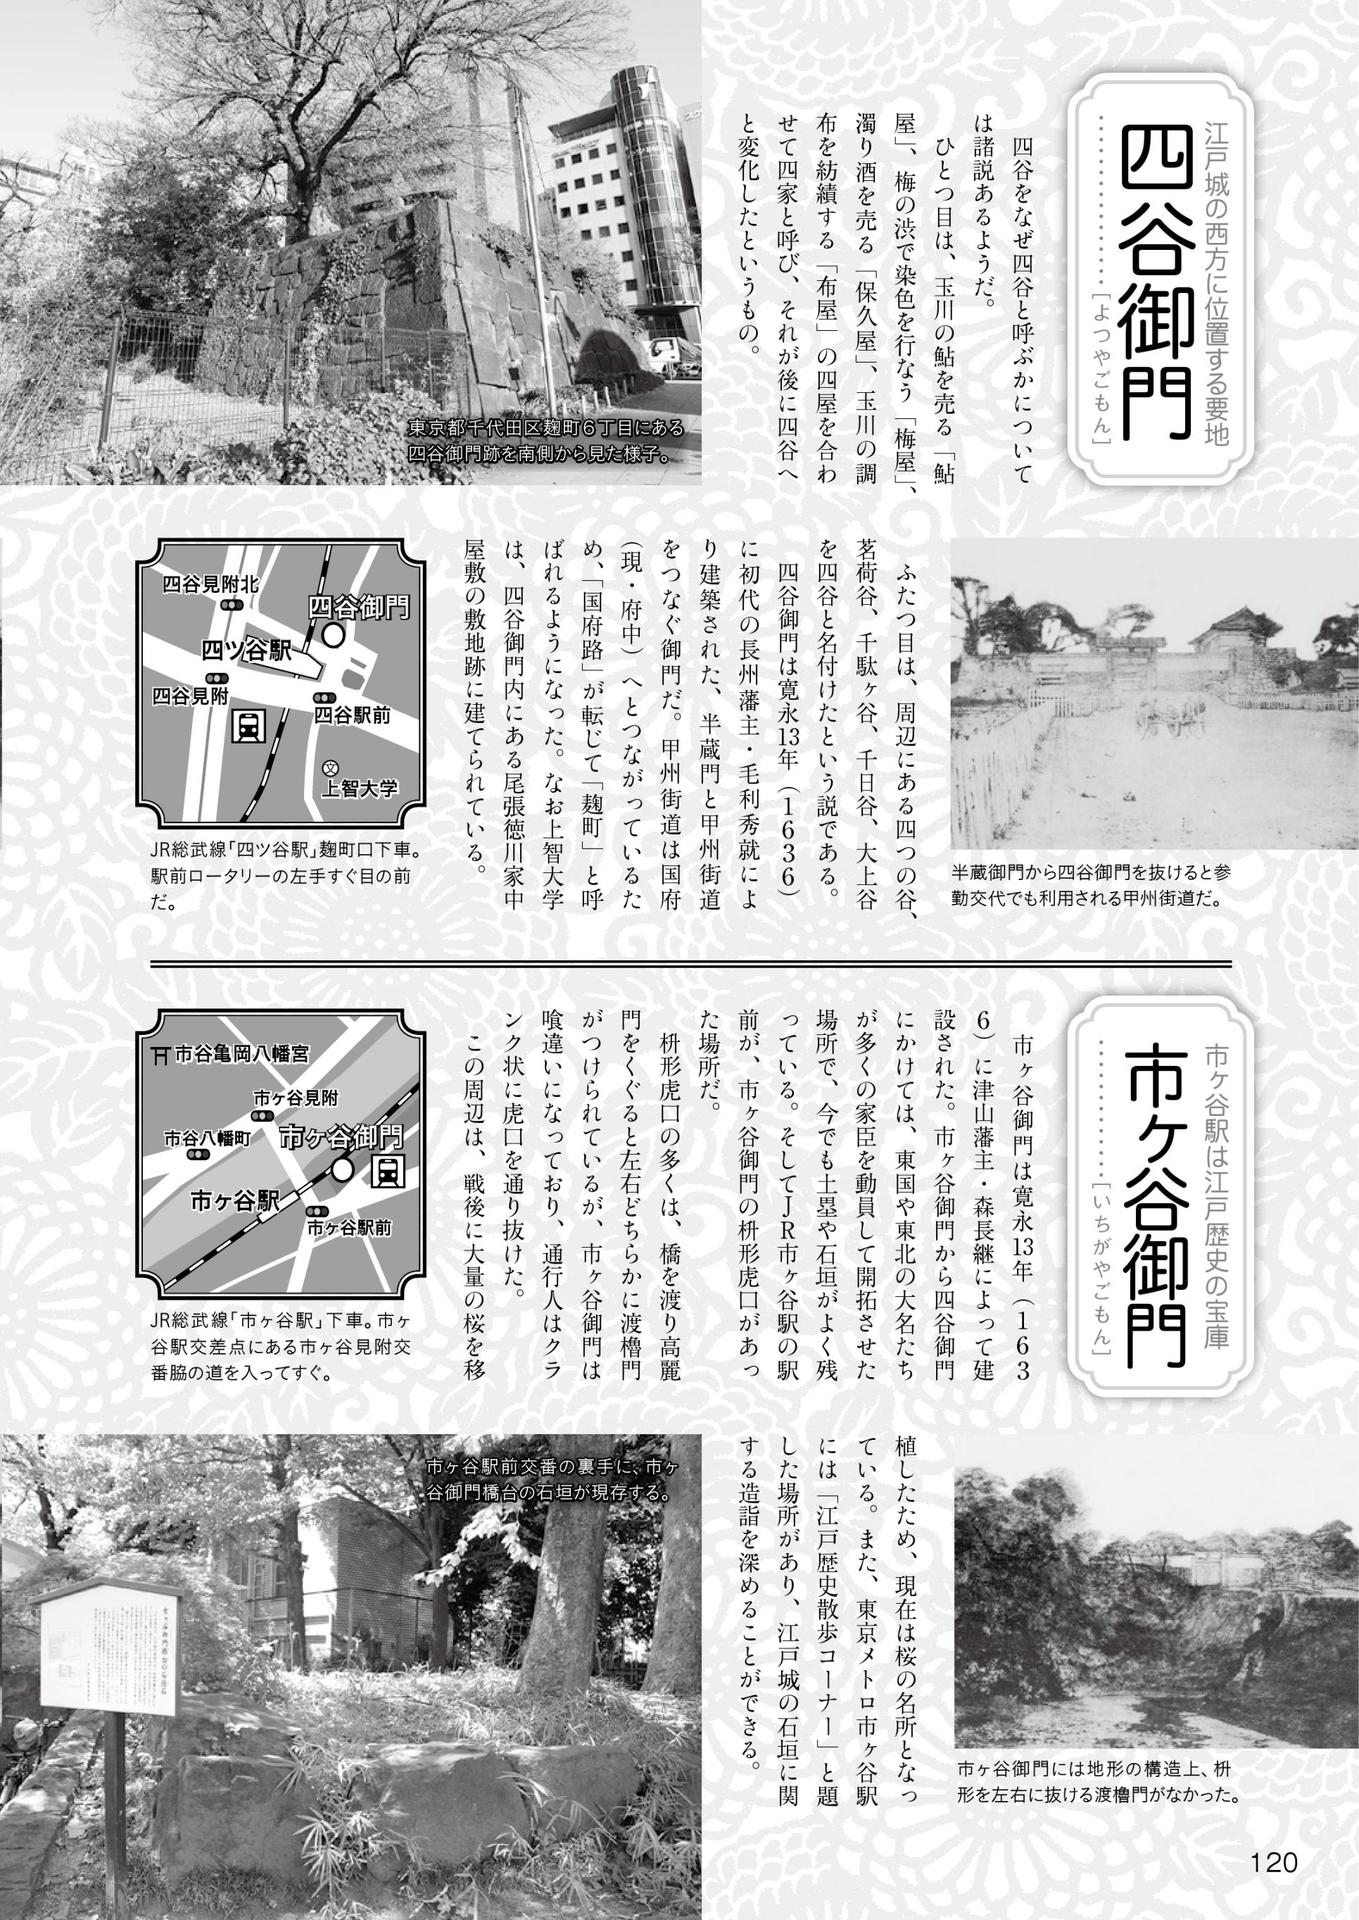 江戸城の西方に位置する要地
四谷御門
[よつやごもん]
四谷をなぜ四谷と呼ぶかについて
は諸説あるようだ。
ひとつ目は、玉川の鮎を売る「鮎
屋」、梅の渋で染色を行なう「梅屋」、
濁り酒を売る「保久屋」、玉川の調
布を紡績する「布屋」の四屋を合わ
せて四家と呼び、それが後に四谷へ
と変化したというもの。
東京都千代田区麹町6丁目にある
四谷御門跡を南側から見た様子。
半蔵御門から四谷御門を抜けると参
勤交代でも利用される甲州街道だ。
ふたつ目は、周辺にある四つの谷、
茗荷谷、千駄ヶ谷、千日谷、大上谷
を四谷と名付けたという説である。
四谷御門は寛永13年（1636）
に初代の長州藩主・毛利秀就によ
り建築された、半蔵門と甲州街道
をつなぐ御門だ。甲州街道は国府
（現・府中）へとつながっているた
め、「国府路」が転じて「麹町」と呼
ばれるようになった。なお上智大学
は、四谷御門内にある尾張徳川家中
屋敷の敷地跡に建てられている。
四谷見附北
四谷御門
四ツ谷駅
四谷見附
四谷駅前
文
上智大学
JR総武線「四ツ谷駅」麹町口下車。
駅前ロータリーの左手すぐ目の前
だ。
市ヶ谷駅は江戸歴史の宝庫
市ケ谷御門
[いちがやごもん]
市ヶ谷御門は寛永13年（163
6）に津山藩主・森長継によって建
設された。市ヶ谷御門から四谷御門
にかけては、東国や東北の大名たち
が多くの家臣を動員して開拓させた
場所で、今でも土塁や石垣がよく残
っている。そしてJR市ヶ谷駅の駅
前が、市ヶ谷御門の枡形虎口があっ
た場所だ。
枡形虎口の多くは、橋を渡り高麗
門をくぐると左右どちらかに渡櫓門
がつけられているが、市ヶ谷御門は
喰違いになっており、通行人はクラ
ンク状に虎口を通り抜けた。
この周辺は、戦後に大量の桜を移
市谷亀岡八幡宮
市ヶ谷見附
市谷八幡町
市ケ谷御門
市ヶ谷駅
市ヶ谷駅前
JR総武線「市ヶ谷駅」下車。市ヶ
谷駅交差点にある市ヶ谷見附交
番脇の道を入ってすぐ。
植したため、現在は桜の名所となっ
ている。また、東京メトロ市ヶ谷駅
には「江戸歴史散歩コーナー」と題
した場所があり、江戸城の石垣に関
する造詣を深めることができる。
市ヶ谷御門には地形の構造上、枡
形を左右に抜ける渡櫓門がなかった。
市ヶ谷駅前交番の裏手に、市ヶ
谷御門橋台の石垣が現存する。
120